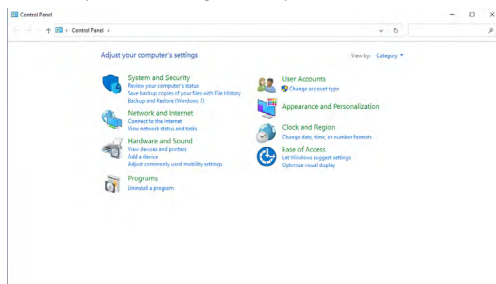 Control Panel
Control Panel
Adjust your computer's settings
View by: Category
System and Security
Review your computer's status
Save backup copies of your files with File History
Backup and Restore (Windows 7)
Network and Internet
Connect to the Internet
View network status and tasks
Hardware and Sound
View devices and printers
Add a device
Adjust commonly used mobility settings
Programs
Uninstall a program
User Accounts
Change account type
Appearance and Personalization
Clock and Region
Change date, time, or number formats
Ease of Access
Let Windows suggest settings
Optimize visual display